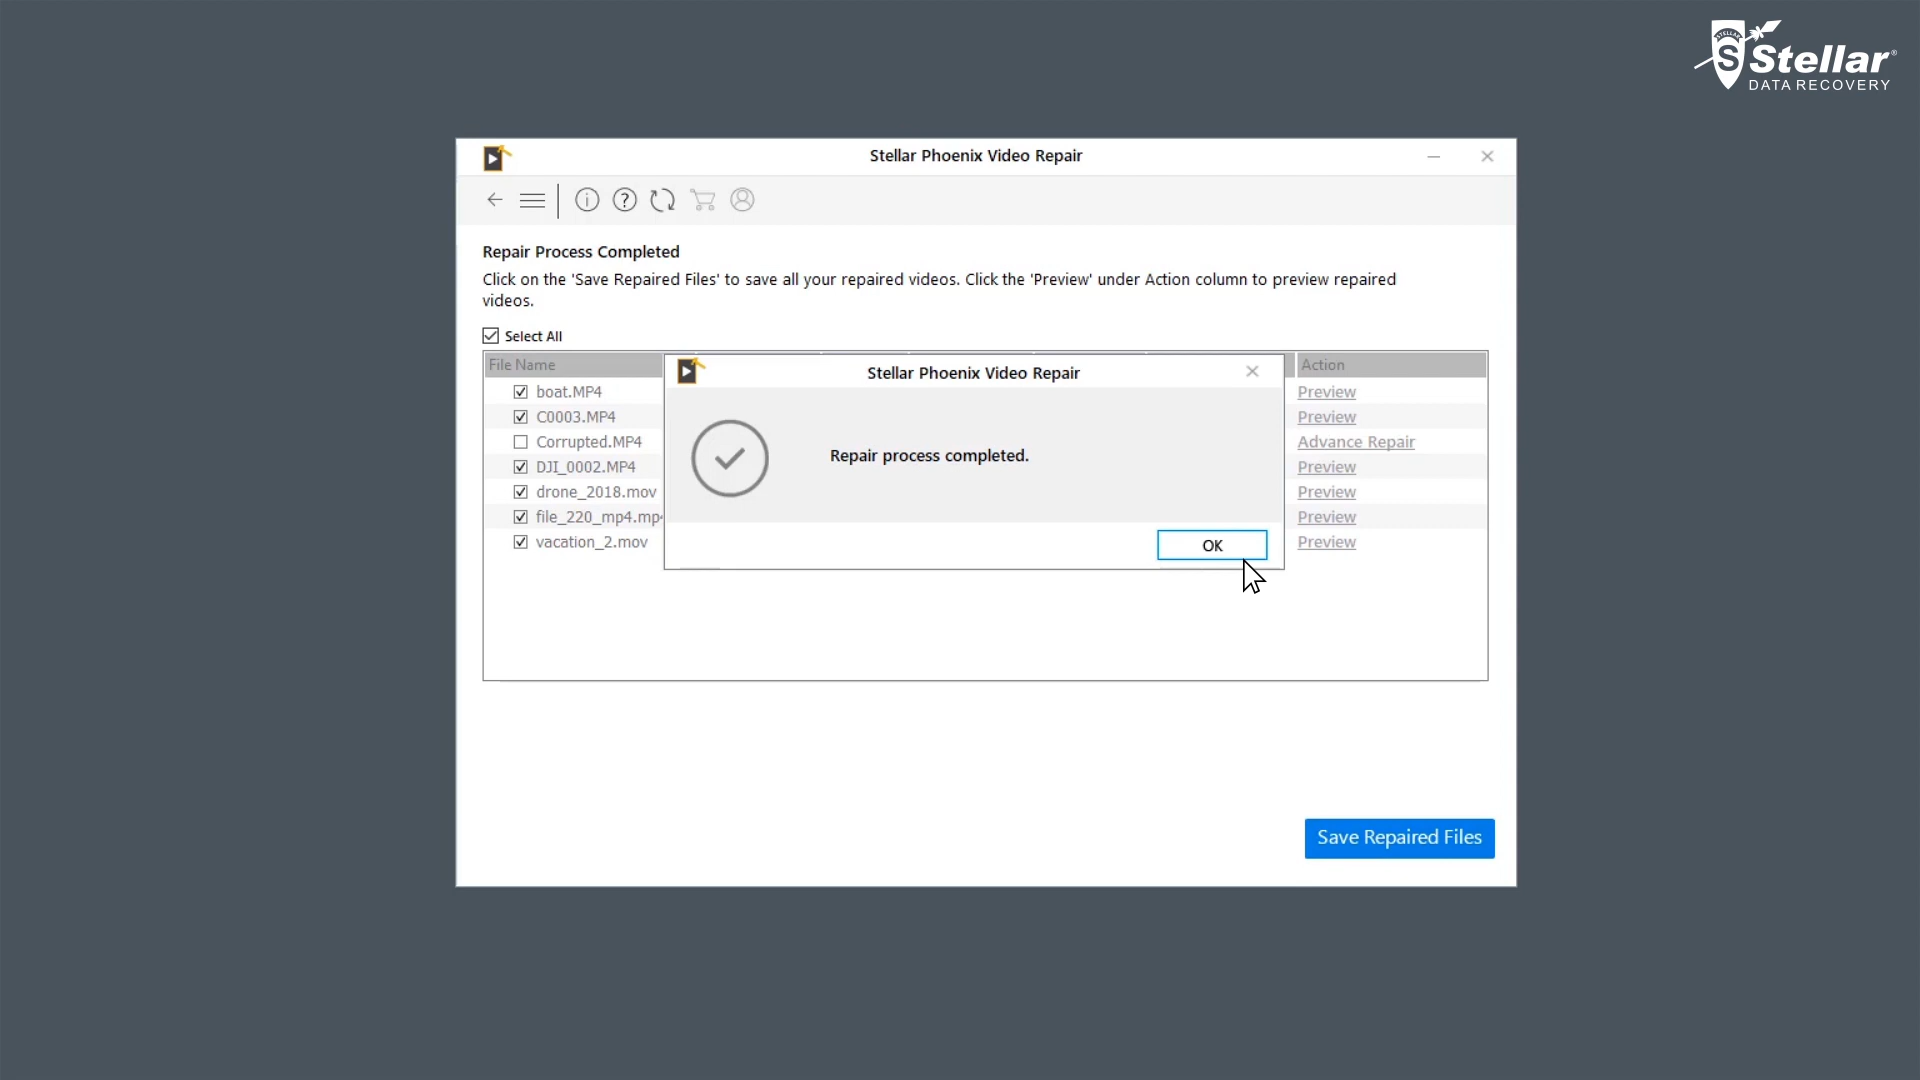 Stellar®
DATA RECOVERY
Stellar Phoenix Video Repair
Repair Process Completed
Click on the 'Save Repaired Files' to save all your repaired videos. Click the 'Preview' under Action column to preview repaired
videos.
Select All
File Name
Action
Stellar Phoenix Video Repair
boat.MP4
Preview
C0003.MP4
Preview
Corrupted.MP4
Advance Repair
Repair process completed.
DJI_0002.MP4
Preview
drone_2018.mov
Preview
file_220_mp4.mp4
Preview
vacation_2.mov
Preview
OK
Save Repaired Files